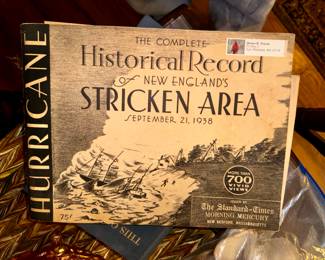 HURRICANE
THE COMPLETE
Historical Record
of NEW ENGLAND'S
STRICKEN AREA
SEPTEMBER 21, 1938
MORE THAN
700
VIVID
VIEWS
The Standard-Times
MORNING MERCURY
NEW BEDFORD, MASSACHUSETTS
75¢
THIS